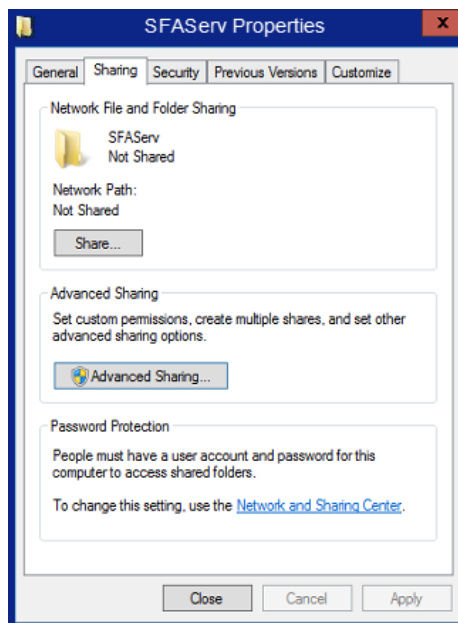 SFAServ Properties
x
General Sharing Security Previous Versions Customize
Network File and Folder Sharing
SFAServ
Not Shared
Network Path:
Not Shared
Share...
Advanced Sharing
Set custom permissions, create multiple shares, and set other
advanced sharing options.
Advanced Sharing...
Password Protection
People must have a user account and password for this
computer to access shared folders.
To change this setting, use the Network and Sharing Center.
Close Cancel Apply